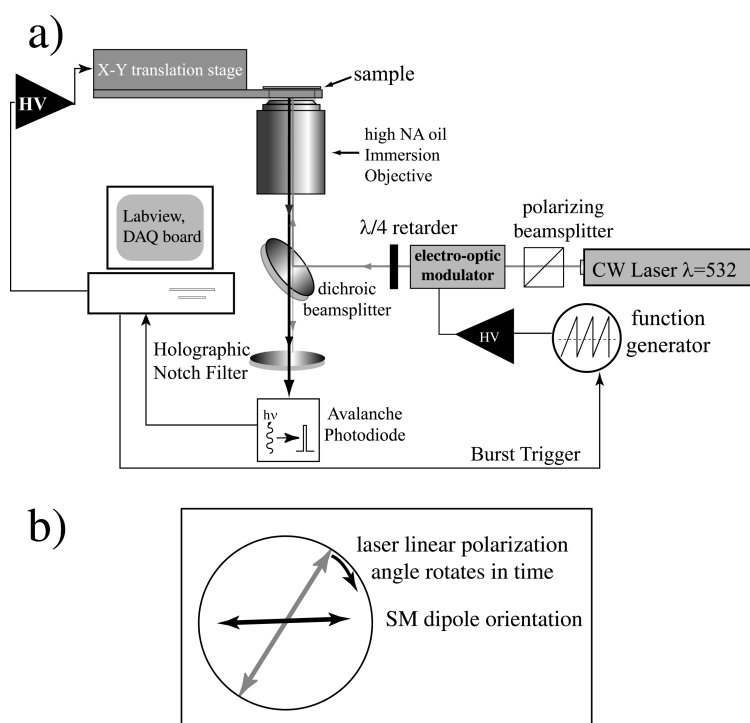 a)
X-Y translation stage
sample
HV
high NA oil
Immersion
Objective
Labview,
DAQ board
λ/4 retarder
polarizing
beamsplitter
electro-optic
modulator
CW Laser λ=532
dichroic
beamsplitter
HV
function
generator
Holographic
Notch Filter
hν
Avalanche
Photodiode
Burst Trigger
b)
laser linear polarization
angle rotates in time
SM dipole orientation